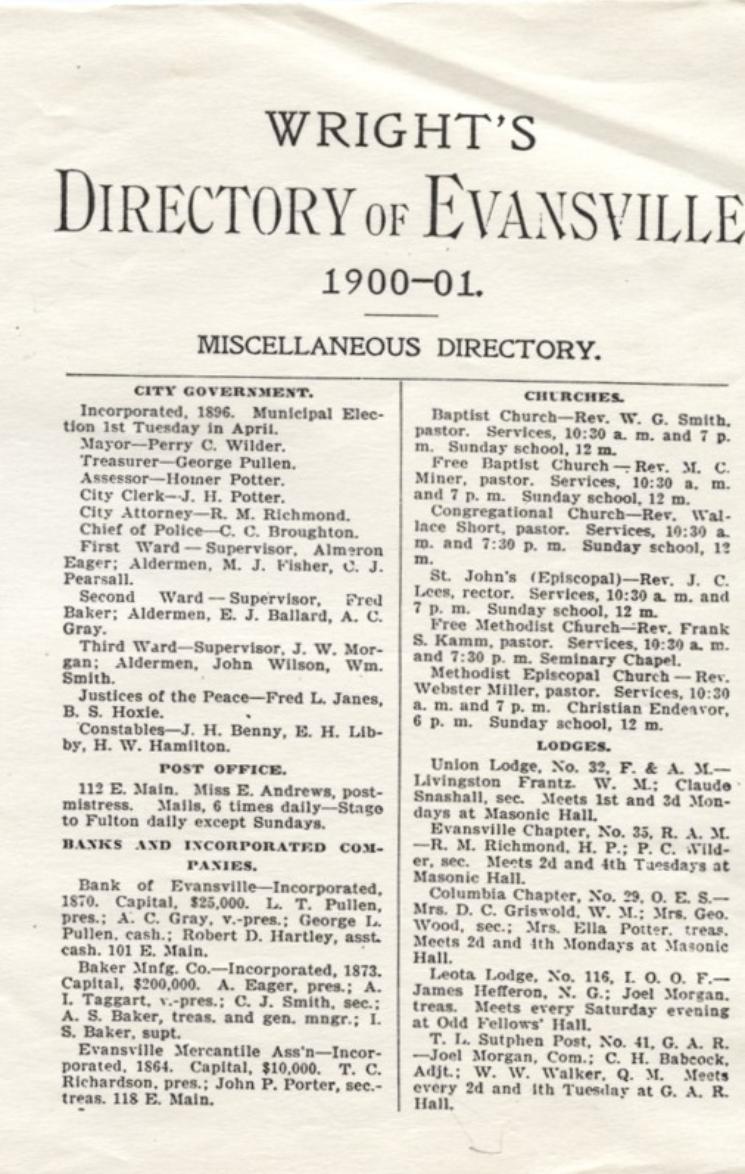 WRIGHT'S
DIRECTORY OF EVANSVILLE
1900-01.
MISCELLANEOUS DIRECTORY.
CITY GOVERNMENT.
Incorporated, 1896. Municipal Elec-
tion 1st Tuesday in April.
Mayor—Perry C. Wilder.
Treasurer—George Pullen.
Assessor—Homer Potter.
City Clerk—J. H. Potter.
City Attorney—R. M. Richmond.
Chief of Police—C. C. Broughton.
First Ward — Supervisor, Almeron
Eager; Aldermen, M. J. Fisher, C. J.
Pearsall.
Second Ward — Supervisor, Fred
Baker; Aldermen, E. J. Ballard, A. C.
Gray.
Third Ward—Supervisor, J. W. Mor-
gan; Aldermen, John Wilson, Wm.
Smith.
Justices of the Peace—Fred L. Janes,
B. S. Hoxie.
Constables—J. H. Benny, E. H. Lib-
by, H. W. Hamilton.
POST OFFICE.
112 E. Main. Miss E. Andrews, post-
mistress. Mails, 6 times daily—Stage
to Fulton daily except Sundays.
BANKS AND INCORPORATED COM-
PANIES.
Bank of Evansville—Incorporated,
1870. Capital, $25,000. L. T. Pullen,
pres.; A. C. Gray, v.-pres.; George L.
Pullen, cash.; Robert D. Hartley, asst.
cash. 101 E. Main.
Baker Mnfg. Co.—Incorporated, 1873.
Capital, $200,000. A. Eager, pres.; A.
I. Taggart, v.-pres.; C. J. Smith, sec.;
A. S. Baker, treas. and gen. mngr.; I.
S. Baker, supt.
Evansville Mercantile Ass'n—Incor-
porated, 1864. Capital, $10,000. T. C.
Richardson, pres.; John P. Porter, sec.-
treas. 118 E. Main.
CHURCHES.
Baptist Church—Rev. W. G. Smith,
pastor. Services, 10:30 a. m. and 7 p.
m. Sunday school, 12 m.
Free Baptist Church — Rev. M. C.
Miner, pastor. Services, 10:30 a. m.
and 7 p. m. Sunday school, 12 m.
Congregational Church—Rev. Wal-
lace Short, pastor. Services, 10:30 a.
m. and 7:30 p. m. Sunday school, 12
m.
St. John's (Episcopal)—Rev. J. C.
Lees, rector. Services, 10:30 a. m. and
7 p. m. Sunday school, 12 m.
Free Methodist Church—Rev. Frank
S. Kamm, pastor. Services, 10:30 a. m.
and 7:30 p. m. Seminary Chapel.
Methodist Episcopal Church — Rev.
Webster Miller, pastor. Services, 10:30
a. m. and 7 p. m. Christian Endeavor,
6 p. m. Sunday school, 12 m.
LODGES.
Union Lodge, No. 32, F. & A. M.—
Livingston Frantz. W. M.; Claude
Snashall, sec. Meets 1st and 3d Mon-
days at Masonic Hall.
Evansville Chapter, No. 35, R. A. M.
—R. M. Richmond, H. P.; P. C. Wild-
er, sec. Meets 2d and 4th Tuesdays at
Masonic Hall.
Columbia Chapter, No. 29, O. E. S.—
Mrs. D. C. Griswold, W. M.; Mrs. Geo.
Wood, sec.; Mrs. Ella Potter. treas.
Meets 2d and 4th Mondays at Masonic
Hall.
Leota Lodge, No. 116, I. O. O. F.—
James Hefferon, N. G.; Joel Morgan.
treas. Meets every Saturday evening
at Odd Fellows' Hall.
T. L. Sutphen Post, No. 41, G. A. R.
—Joel Morgan, Com.; C. H. Babcock,
Adjt.; W. W. Walker, Q. M. Meets
every 2d and 4th Tuesday at G. A. R.
Hall.